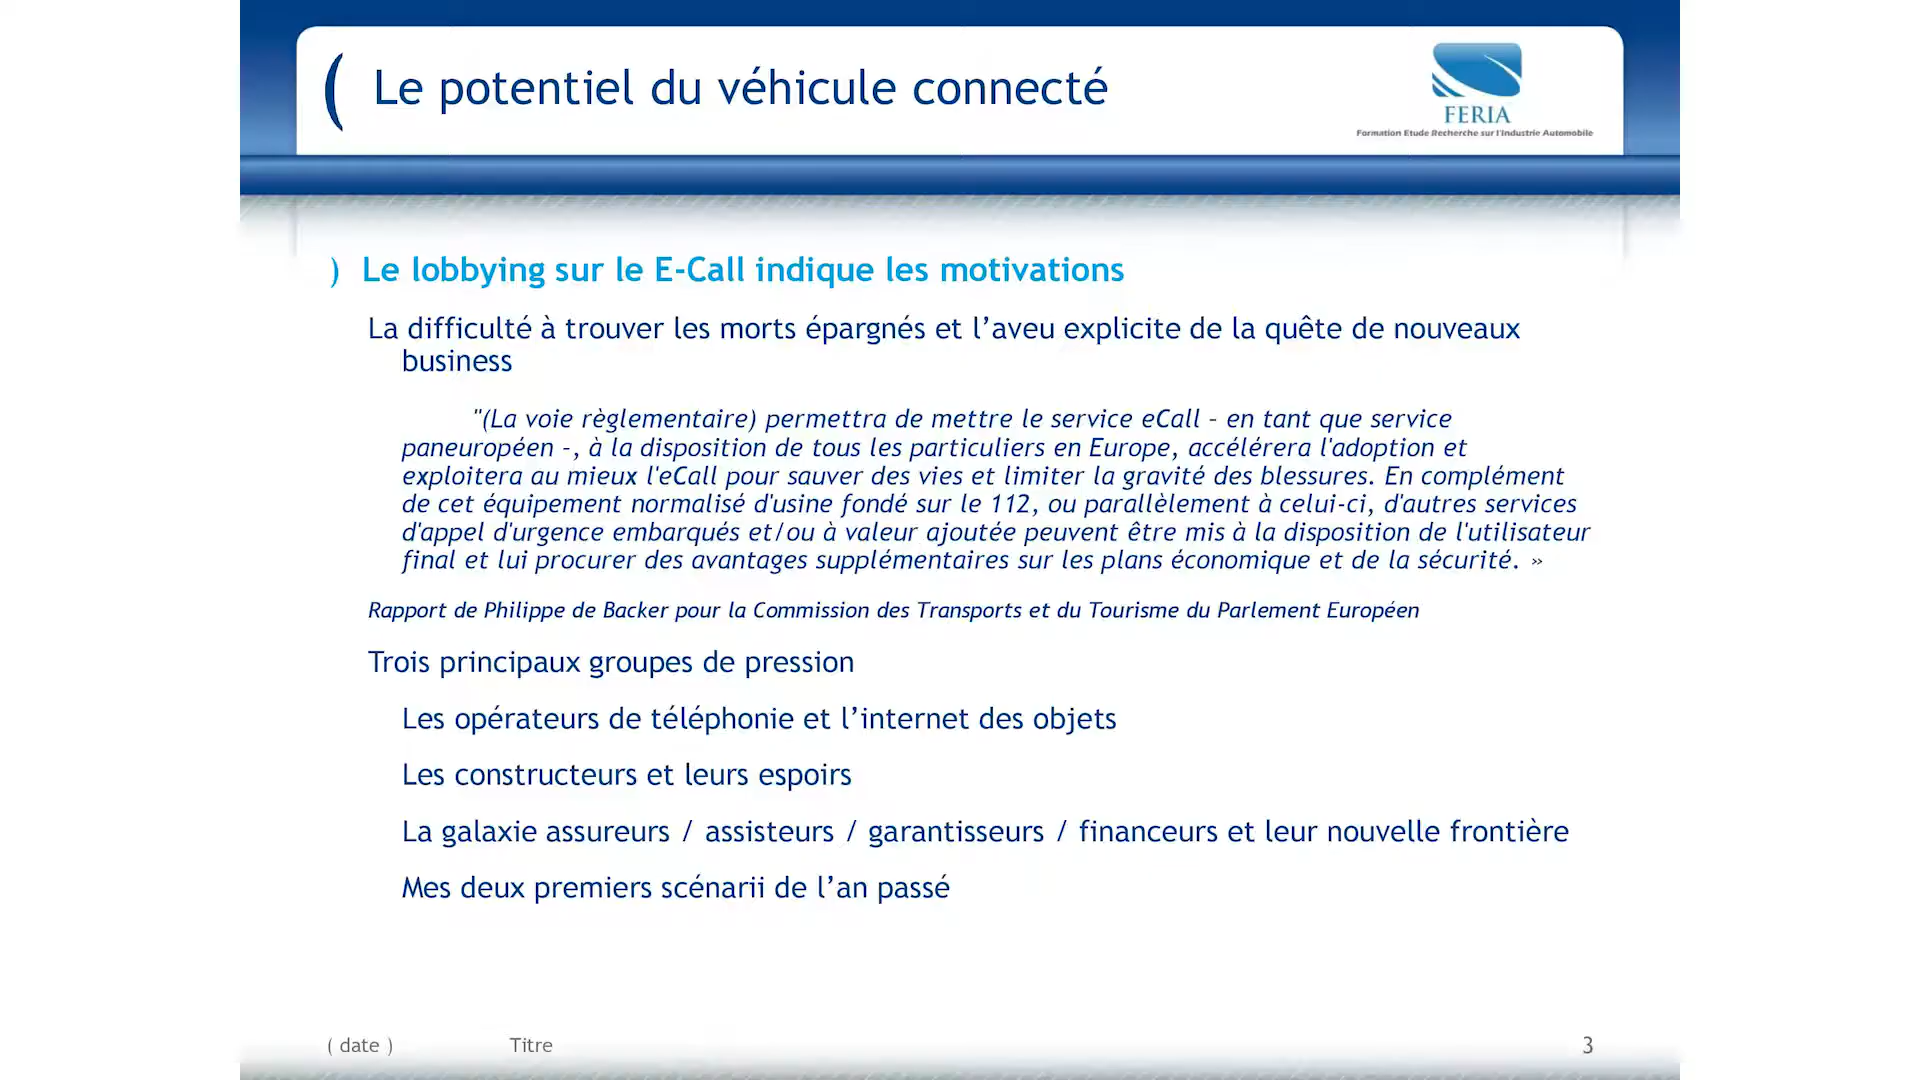 ( Le potentiel du véhicule connecté
FERIA
Formation Etude Recherche sur l'Industrie Automobile
) Le lobbying sur le E-Call indique les motivations
La difficulté à trouver les morts épargnés et l’aveu explicite de la quête de nouveaux
business
"(La voie règlementaire) permettra de mettre le service eCall – en tant que service
paneuropéen –, à la disposition de tous les particuliers en Europe, accélérera l'adoption et
exploitera au mieux l'eCall pour sauver des vies et limiter la gravité des blessures. En complément
de cet équipement normalisé d'usine fondé sur le 112, ou parallèlement à celui-ci, d'autres services
d'appel d'urgence embarqués et/ou à valeur ajoutée peuvent être mis à la disposition de l'utilisateur
final et lui procurer des avantages supplémentaires sur les plans économique et de la sécurité. »
Rapport de Philippe de Backer pour la Commission des Transports et du Tourisme du Parlement Européen
Trois principaux groupes de pression
Les opérateurs de téléphonie et l’internet des objets
Les constructeurs et leurs espoirs
La galaxie assureurs / assisteurs / garantisseurs / financeurs et leur nouvelle frontière
Mes deux premiers scénarii de l’an passé
( date )
Titre
3